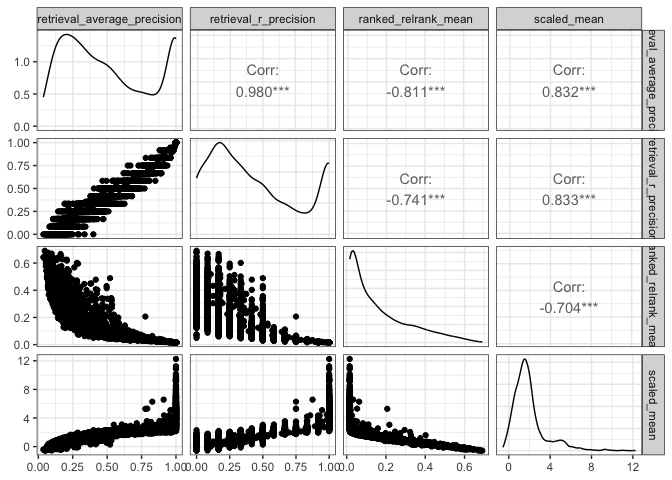 retrieval_average_precision retrieval_r_precision ranked_relrank_mean scaled_mean
1.0
0.5
0.0
Corr:
0.980***
Corr:
-0.811***
Corr:
0.832***
eval_average_preci
1.00
0.75
0.50
0.25
0.00
Corr:
-0.741***
Corr:
0.833***
retrieval_r_precision
0.6
0.4
0.2
0.0
Corr:
-0.704***
anked_relrank_mea
12
8
4
0
scaled_mean
0.00 0.25 0.50 0.75 1.00
0.00 0.25 0.50 0.75 1.00
0.0 0.2 0.4 0.6
0 4 8 12